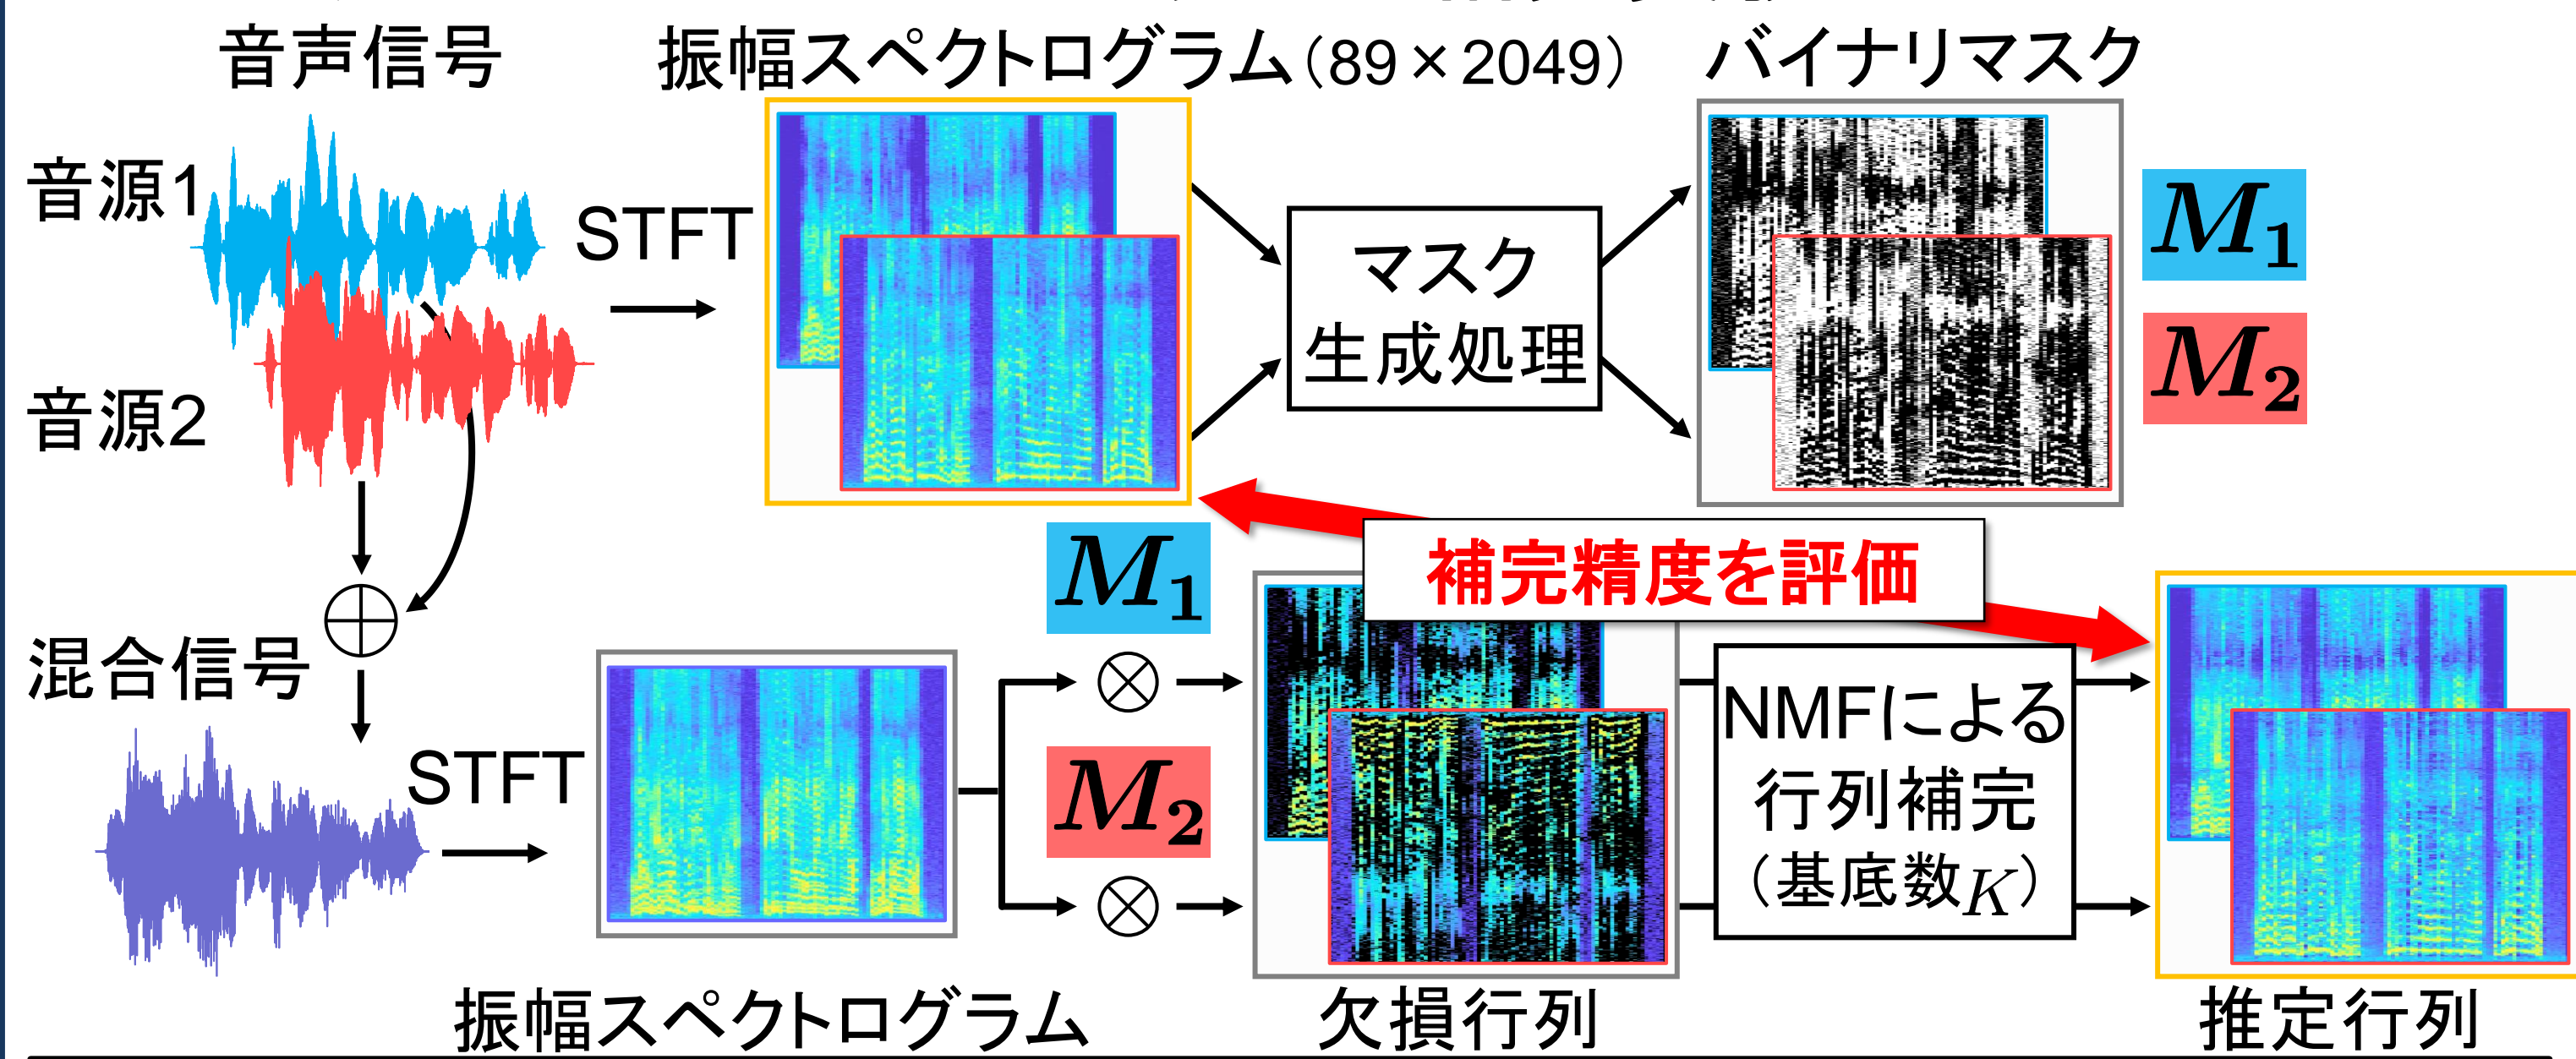 音声信号
振幅スペクトログラム（89×2049）
バイナリマスク
音源1
STFT
マスク
生成処理
M1
M2
音源2
補完精度を評価
混合信号
STFT
M1
M2
NMFによる
行列補完
（基底数K）
振幅スペクトログラム
欠損行列
推定行列